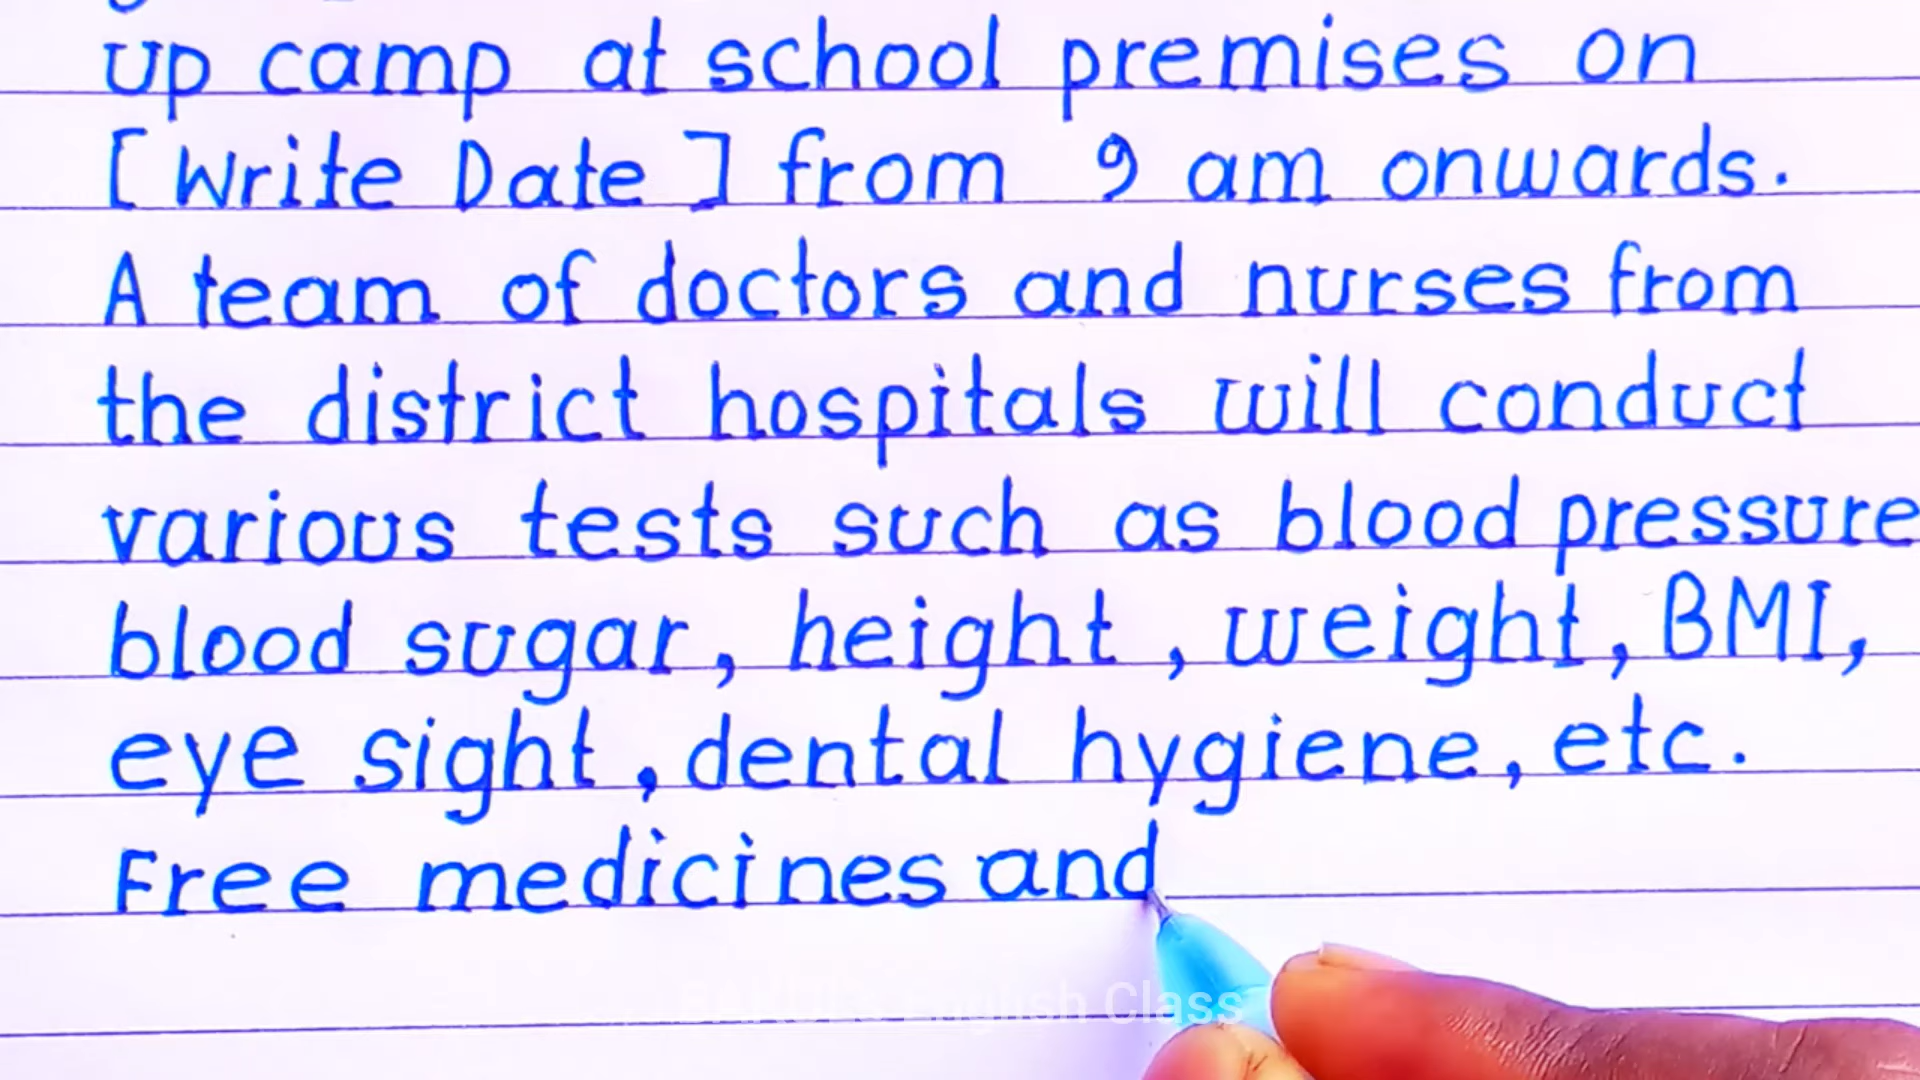 up camp at school premises on
[Write Date] from 9 am onwards.
A team of doctors and nurses from
the district hospitals will conduct
various tests such as blood pressure
blood sugar, height, weight, BMI,
eye sight, dental hygiene, etc.
Free medicines and
English Class